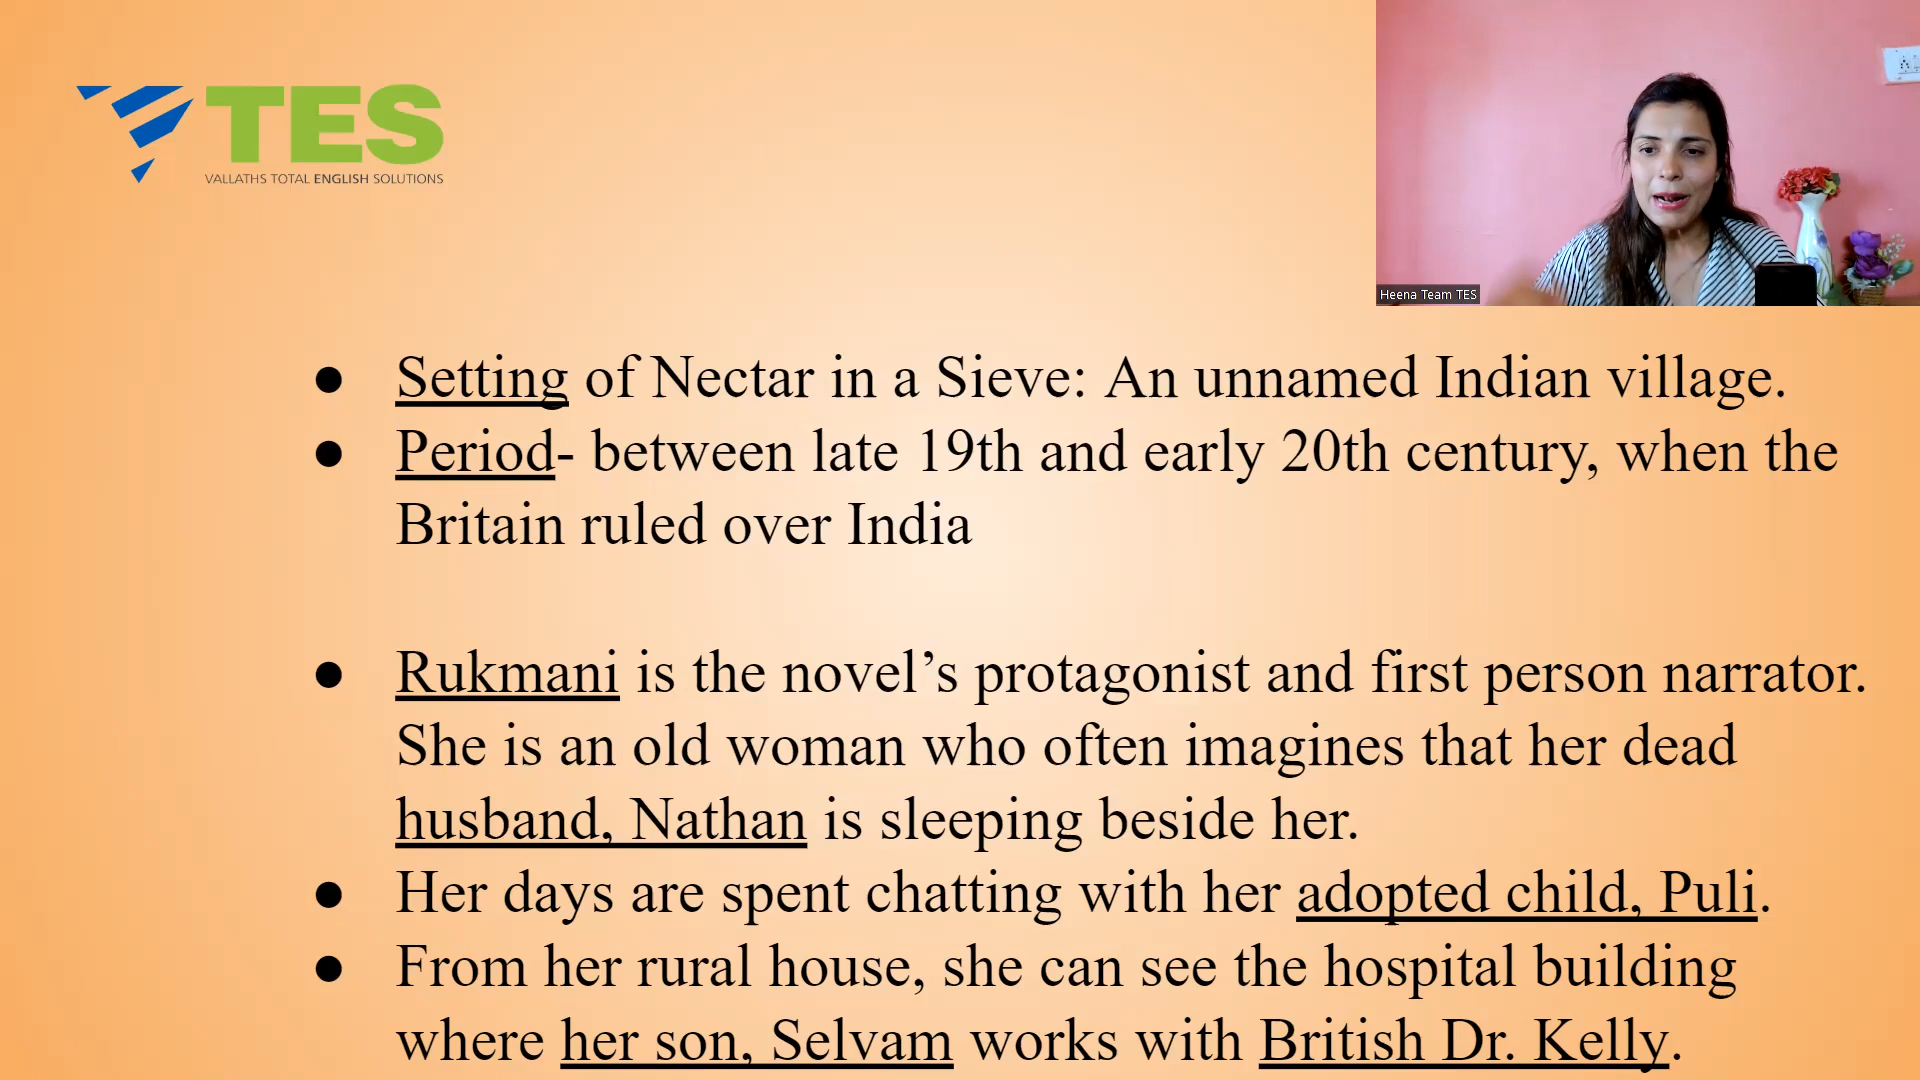 TES
VALLATHS TOTAL ENGLISH SOLUTIONS
Heena Team TES
● Setting of Nectar in a Sieve: An unnamed Indian village.
● Period- between late 19th and early 20th century, when the
Britain ruled over India
● Rukmani is the novel’s protagonist and first person narrator.
She is an old woman who often imagines that her dead
husband, Nathan is sleeping beside her.
● Her days are spent chatting with her adopted child, Puli.
● From her rural house, she can see the hospital building
where her son, Selvam works with British Dr. Kelly.